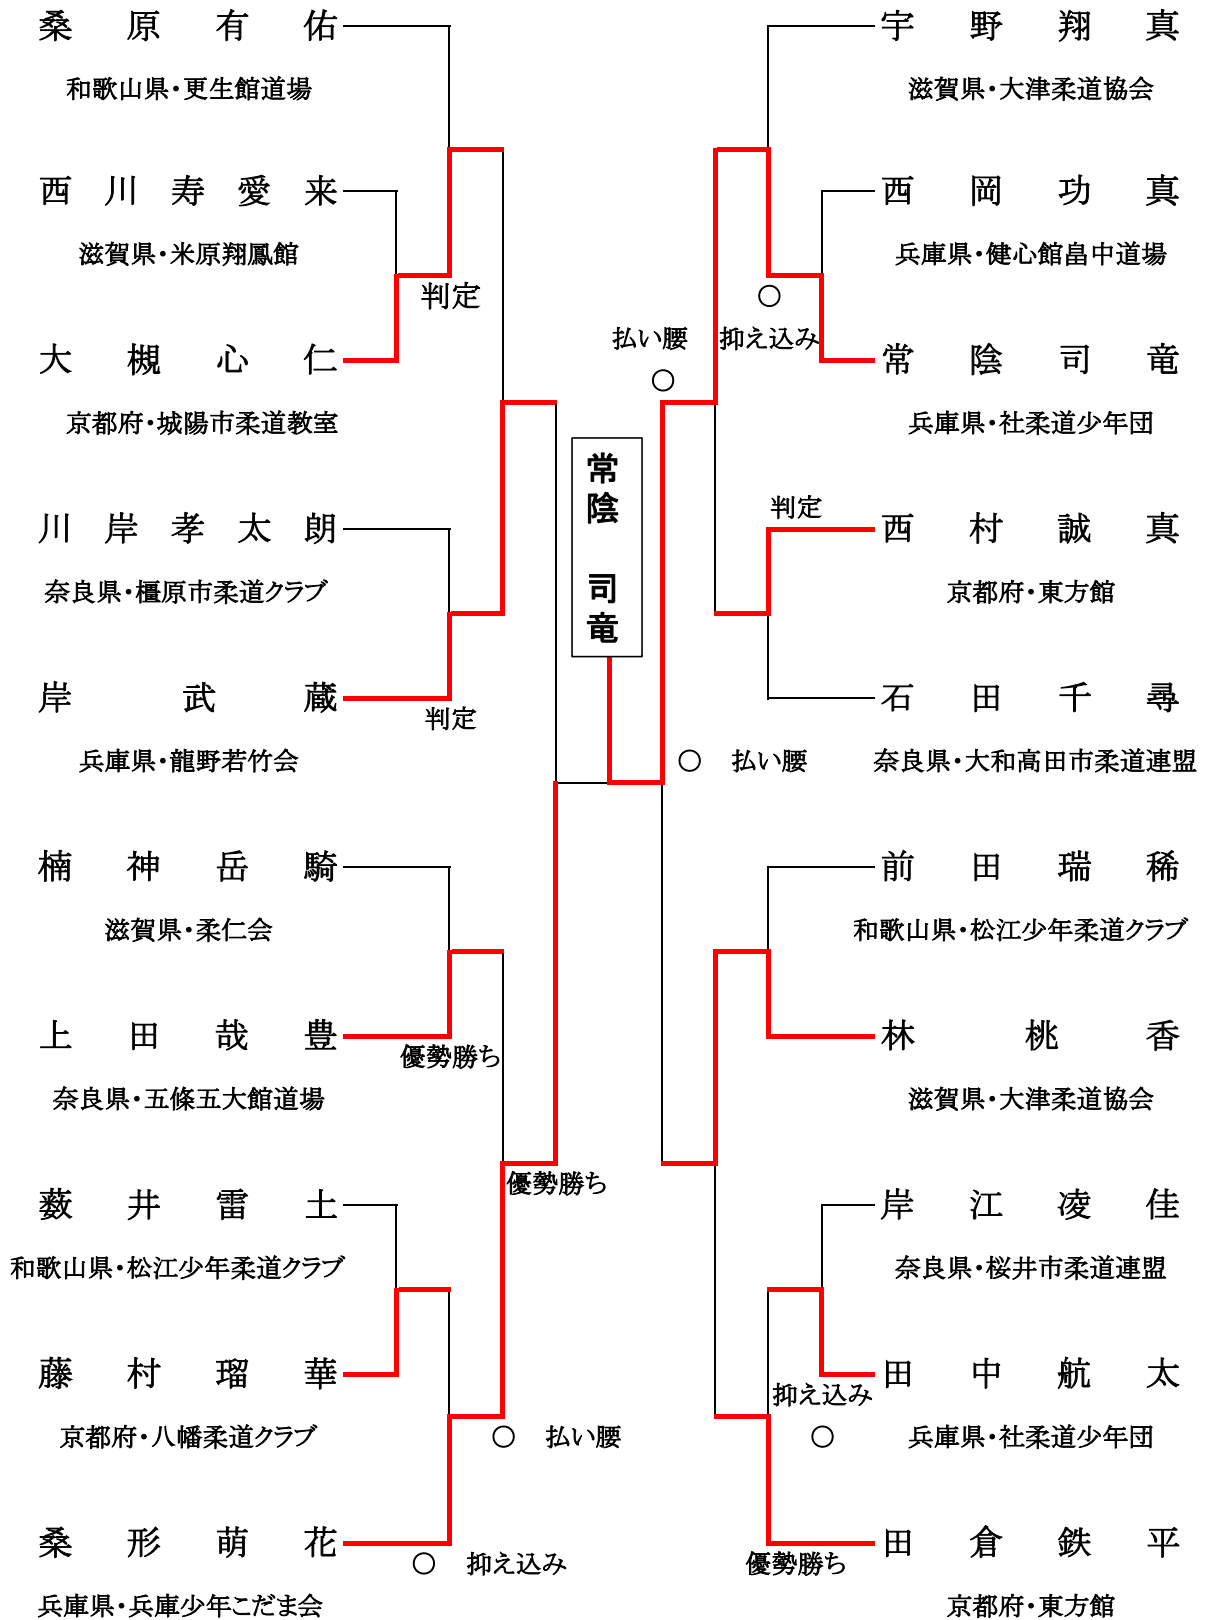 桑原有佑
和歌山県・更生館道場
西川寿愛来
滋賀県・米原翔鳳館
判定
大槻心仁
京都府・城陽市柔道教室
川岸孝太朗
奈良県・橿原市柔道クラブ
岸武蔵
判定
兵庫県・龍野若竹会
楠神岳騎
滋賀県・柔仁会
上田哉豊
優勢勝ち
奈良県・五條五大館道場
薮井雷土
優勢勝ち
和歌山県・松江少年柔道クラブ
藤村瑠華
京都府・八幡柔道クラブ
○ 払い腰
桑形萌花
○ 抑え込み
兵庫県・兵庫少年こだま会
常陰 司竜
○ 払い腰
宇野翔真
滋賀県・大津柔道協会
西岡功真
兵庫県・健心館畠中道場
○
払い腰
抑え込み
○
常陰司竜
兵庫県・社柔道少年団
判定
西村誠真
京都府・東方館
石田千尋
奈良県・大和高田市柔道連盟
前田瑞稀
和歌山県・松江少年柔道クラブ
林桃香
滋賀県・大津柔道協会
岸江凌佳
奈良県・桜井市柔道連盟
田中航太
抑え込み
○
兵庫県・社柔道少年団
田倉鉄平
優勢勝ち
京都府・東方館